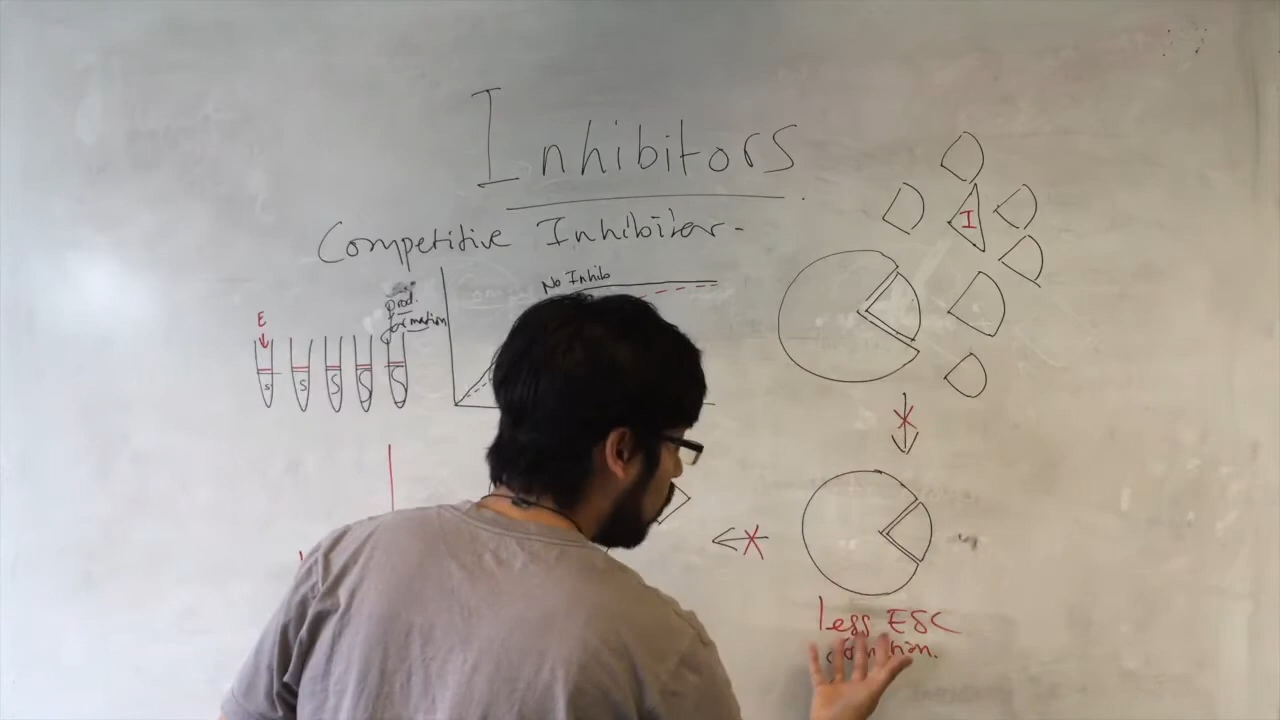 Inhibitors
Competitive Inhibitor-
No Inhib
prod.
formation
E
S S S S S
I
less ESC